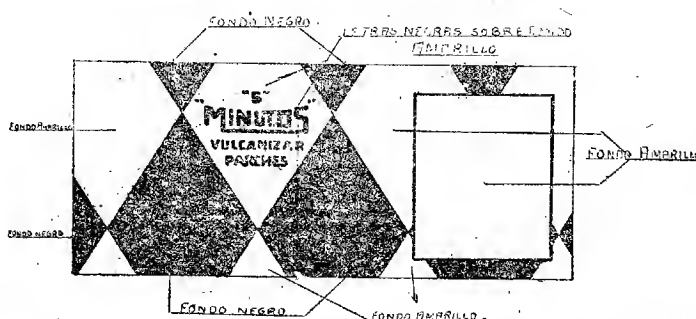 FONDO NEGRO
LETRAS NEGRAS SOBRE FONDO
AMARILLO
"5"
"MINUTOS"
VULCANIZAR
PARCHES
FONDO AMARILLO
FONDO AMARILLO
FONDO NEGRO
FONDO NEGRO
FONDO AMARILLO